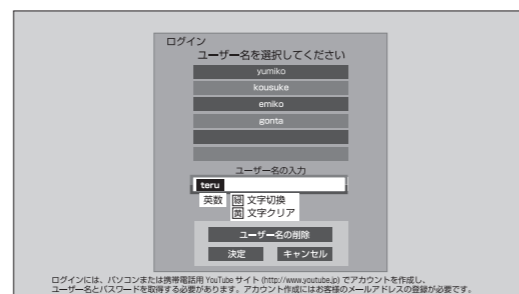 ログイン
ユーザー名を選択してください
yumiko
kousuke
emiko
gonta
ユーザー名の入力
teru
英数 緑 文字切換
黄 文字クリア
ユーザー名の削除
決定 キャンセル
ログインには、パソコンまたは携帯電話用 YouTube サイト (http://www.youtube.jp) でアカウントを作成し、
ユーザー名とパスワードを取得する必要があります。アカウント作成にはお客様のメールアドレスの登録が必要です。